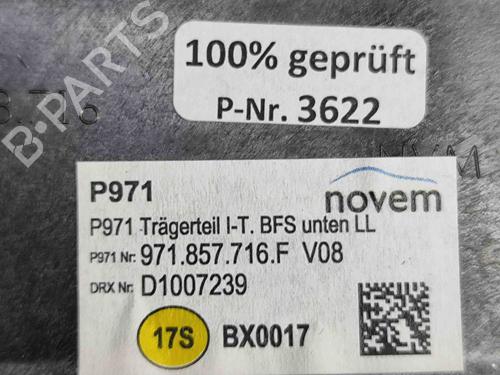 100% geprüft
P-Nr. 3622
B-PARTS
P971
novem
P971 Trägerteil I-T. BFS unten LL
P971 Nr: 971.857.716.F V08
DRX Nr: D1007239
17S BX0017